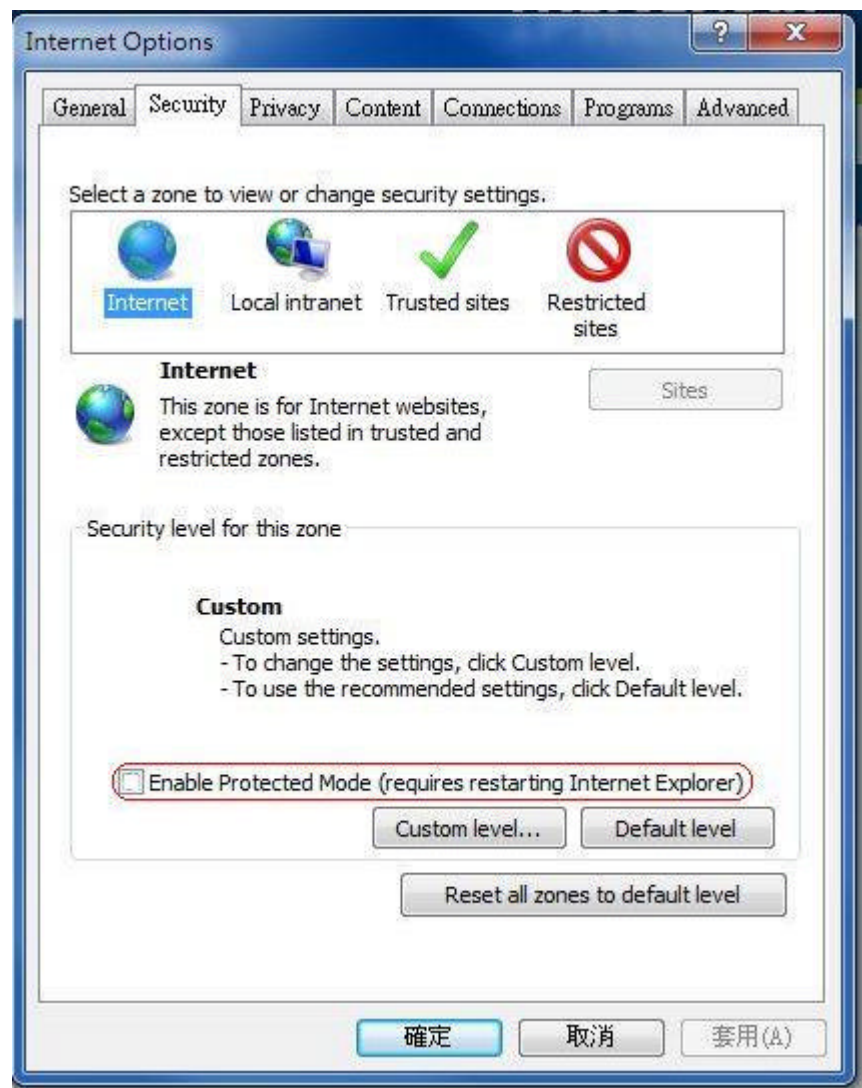 Internet Options
?
X
General Security Privacy Content Connections Programs Advanced
Select a zone to view or change security settings.
Internet Local intranet Trusted sites Restricted
sites
Internet
Sites
This zone is for Internet websites,
except those listed in trusted and
restricted zones.
Security level for this zone
Custom
Custom settings.
- To change the settings, click Custom level.
- To use the recommended settings, click Default level.
Enable Protected Mode (requires restarting Internet Explorer)
Custom level... Default level
Reset all zones to default level
確定 取消 套用(A)